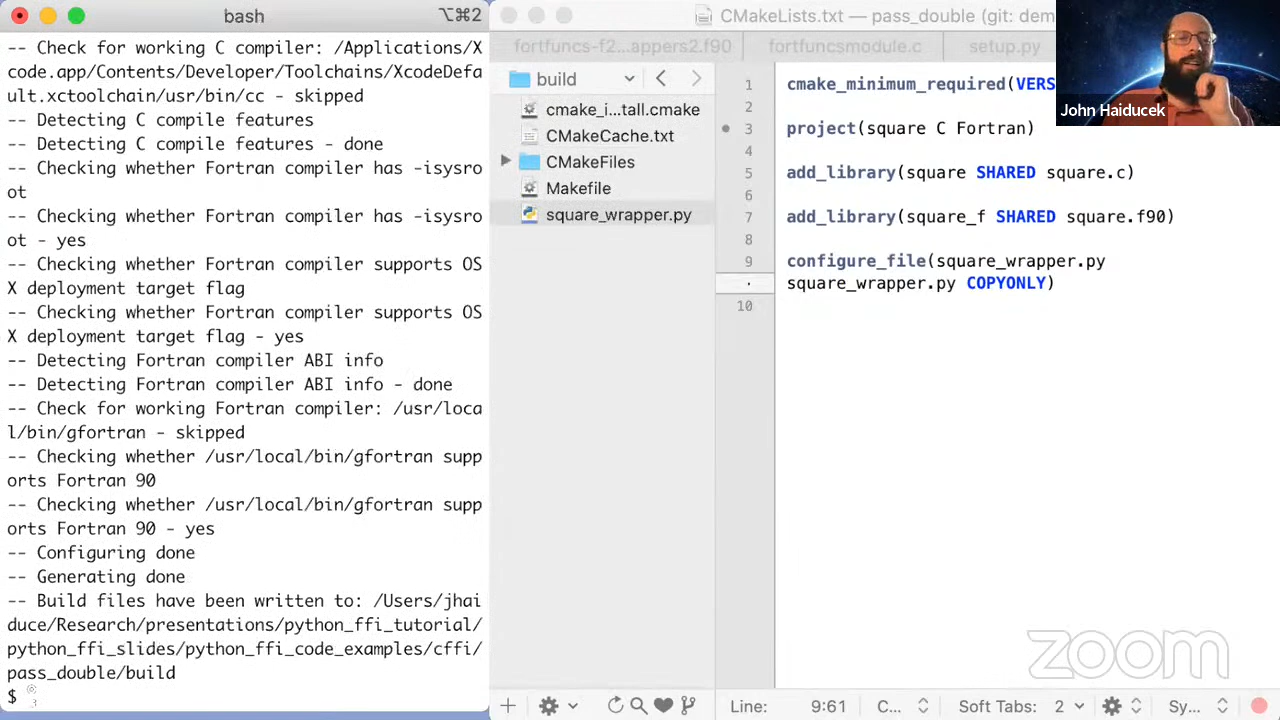 bash
⌥⌘2
-- Check for working C compiler: /Applications/X
code.app/Contents/Developer/Toolchains/XcodeDefa
ult.xctoolchain/usr/bin/cc - skipped
-- Detecting C compile features
-- Detecting C compile features - done
-- Checking whether Fortran compiler has -isysro
ot
-- Checking whether Fortran compiler has -isysro
ot - yes
-- Checking whether Fortran compiler supports OS
X deployment target flag
-- Checking whether Fortran compiler supports OS
X deployment target flag - yes
-- Detecting Fortran compiler ABI info
-- Detecting Fortran compiler ABI info - done
-- Check for working Fortran compiler: /usr/loca
l/bin/gfortran - skipped
-- Checking whether /usr/local/bin/gfortran supp
orts Fortran 90
-- Checking whether /usr/local/bin/gfortran supp
orts Fortran 90 - yes
-- Configuring done
-- Generating done
-- Build files have been written to: /Users/jhai
duce/Research/presentations/python_ffi_tutorial/
python_ffi_slides/python_ffi_code_examples/cffi/
pass_double/build
$
CMakeLists.txt — pass_double (git: dem
fortfuncs-f2...appers2.f90
fortfuncsmodule.c
setup.py
build
cmake_i...tall.cmake
CMakeCache.txt
CMakeFiles
Makefile
square_wrapper.py
1 cmake_minimum_required(VERS
2
3 project(square C Fortran)
4
5 add_library(square SHARED square.c)
6
7 add_library(square_f SHARED square.f90)
8
9 configure_file(square_wrapper.py
· square_wrapper.py COPYONLY)
10
John Haiducek
zoom
Line: 9:61 C... Soft Tabs: 2 Sy...